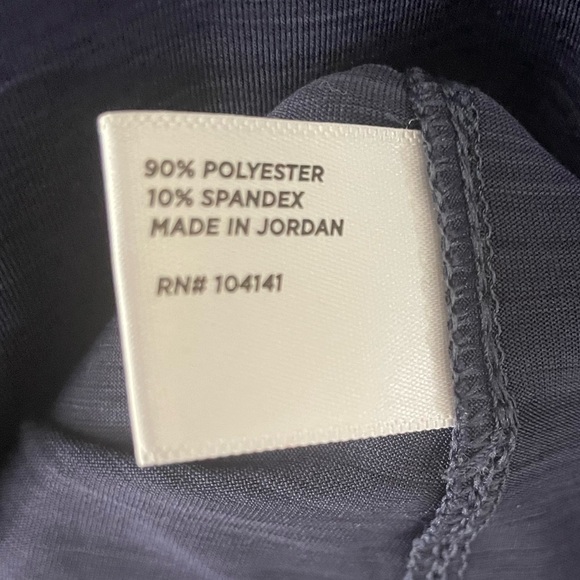 90% POLYESTER
10% SPANDEX
MADE IN JORDAN
RN# 104141